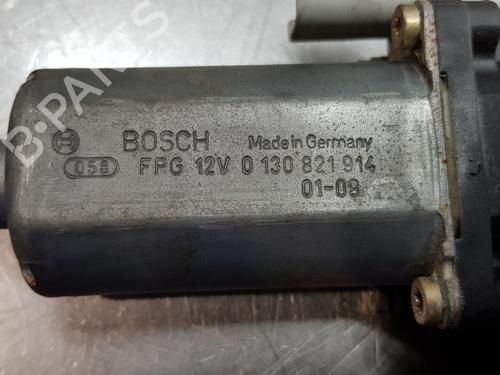 B-PARTS
BOSCH Made in Germany
058 FPG 12V 0 130 821 914
01-09